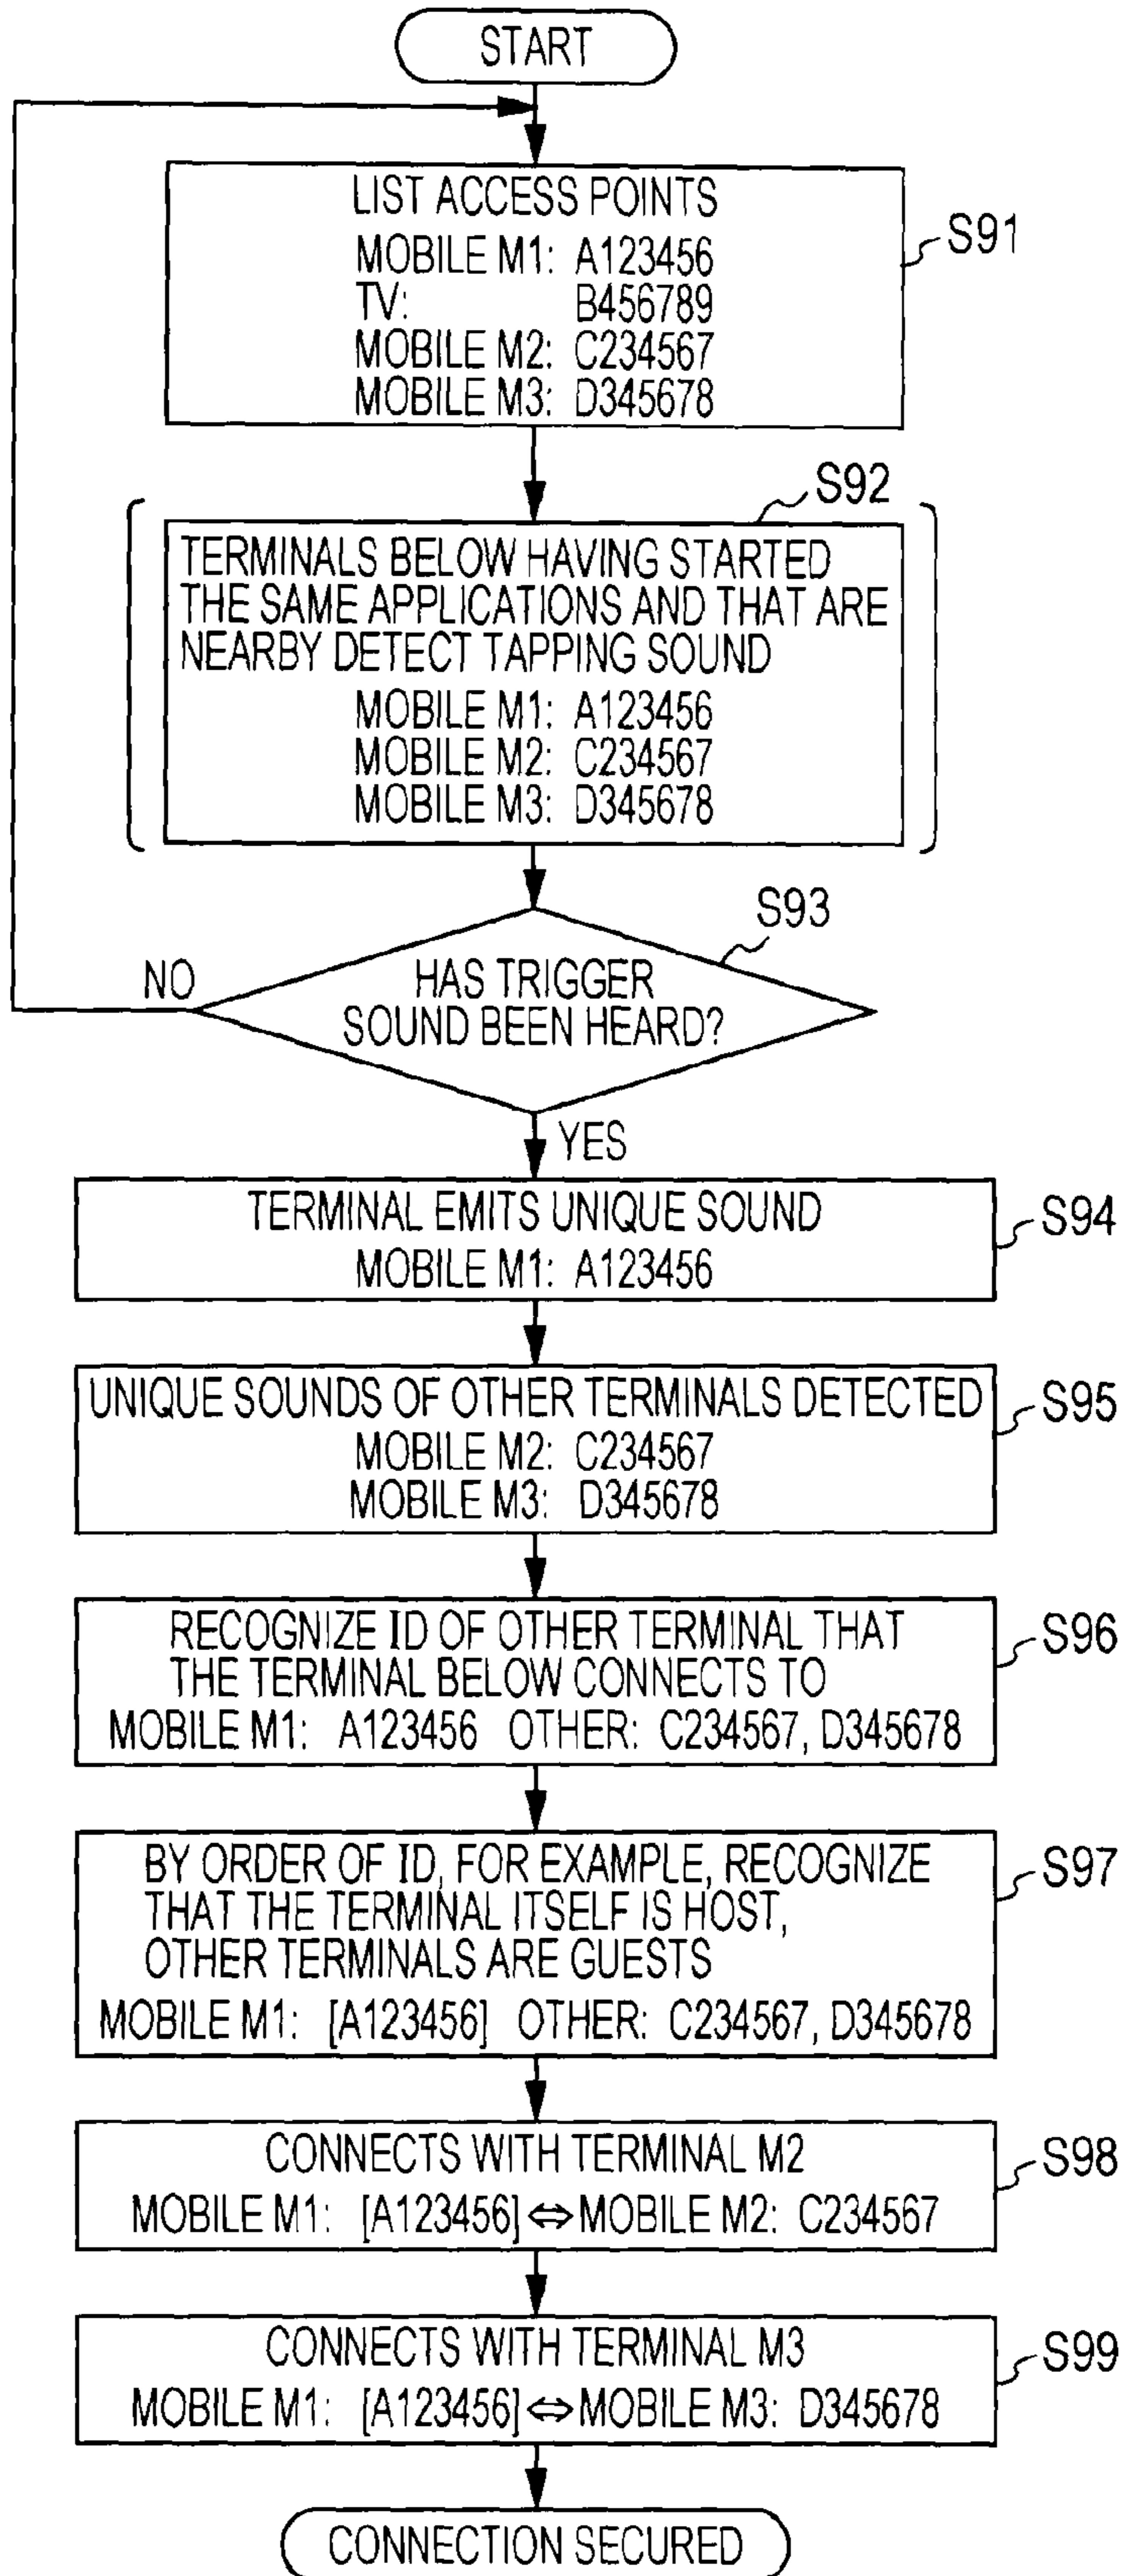 START
LIST ACCESS POINTS
MOBILE M1: A123456
TV: B456789
MOBILE M2: C234567
MOBILE M3: D345678
S91
S92
TERMINALS BELOW HAVING STARTED
THE SAME APPLICATIONS AND THAT ARE
NEARBY DETECT TAPPING SOUND
MOBILE M1: A123456
MOBILE M2: C234567
MOBILE M3: D345678
S93
NO
HAS TRIGGER
SOUND BEEN HEARD?
YES
TERMINAL EMITS UNIQUE SOUND
MOBILE M1: A123456
S94
UNIQUE SOUNDS OF OTHER TERMINALS DETECTED
MOBILE M2: C234567
MOBILE M3: D345678
S95
RECOGNIZE ID OF OTHER TERMINAL THAT
THE TERMINAL BELOW CONNECTS TO
MOBILE M1: A123456 OTHER: C234567, D345678
S96
BY ORDER OF ID, FOR EXAMPLE, RECOGNIZE
THAT THE TERMINAL ITSELF IS HOST,
OTHER TERMINALS ARE GUESTS
MOBILE M1: [A123456] OTHER: C234567, D345678
S97
CONNECTS WITH TERMINAL M2
MOBILE M1: [A123456] ⇔ MOBILE M2: C234567
S98
CONNECTS WITH TERMINAL M3
MOBILE M1: [A123456] ⇔ MOBILE M3: D345678
S99
CONNECTION SECURED